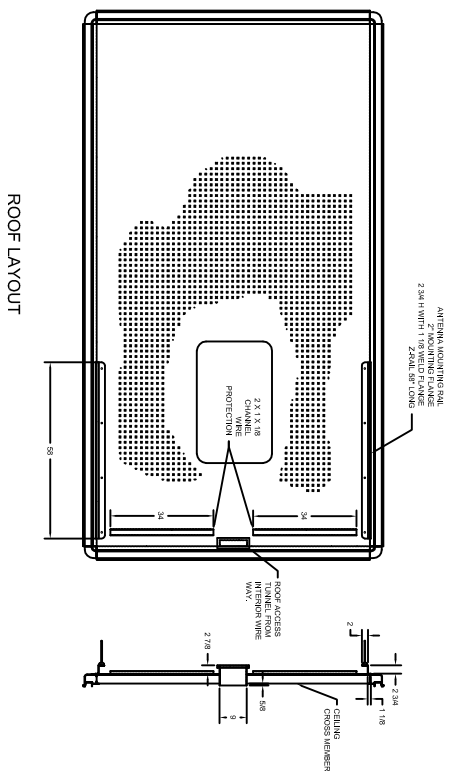 ANTENNA MOUNTING RAIL
2" MOUNTING FLANGE
2 3/4 H WITH 1 1/8 WELD FLANGE
Z-RAIL 58" LONG
ROOF LAYOUT
2 X 1 X 1/8
CHANNEL
WIRE
PROTECTION
58
34
34
ROOF ACCESS
TUNNEL FROM
INTERIOR WIRE
WAY.
2
2 3/4
1 1/8
2 7/8
5/8
9
CEILING
CROSS MEMBER